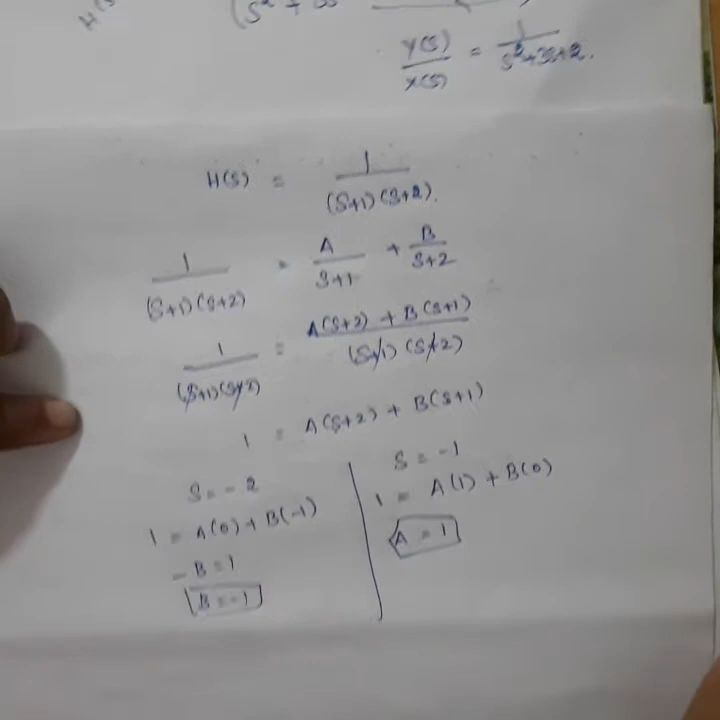 H(S
(S² +
Y(S)/X(S) = 1/S²+3S+2.
H(S) = 1/(S+1)(S+2).
1/(S+1)(S+2) = A/S+1 + B/S+2
1/(S+1)(S+2) = A(S+2) + B(S+1)/(S+1)(S+2)
1 = A(S+2) + B(S+1)
S = -2
1 = A(0) + B(-1)
-B = 1
B = -1
S = -1
1 = A(1) + B(0)
A = 1